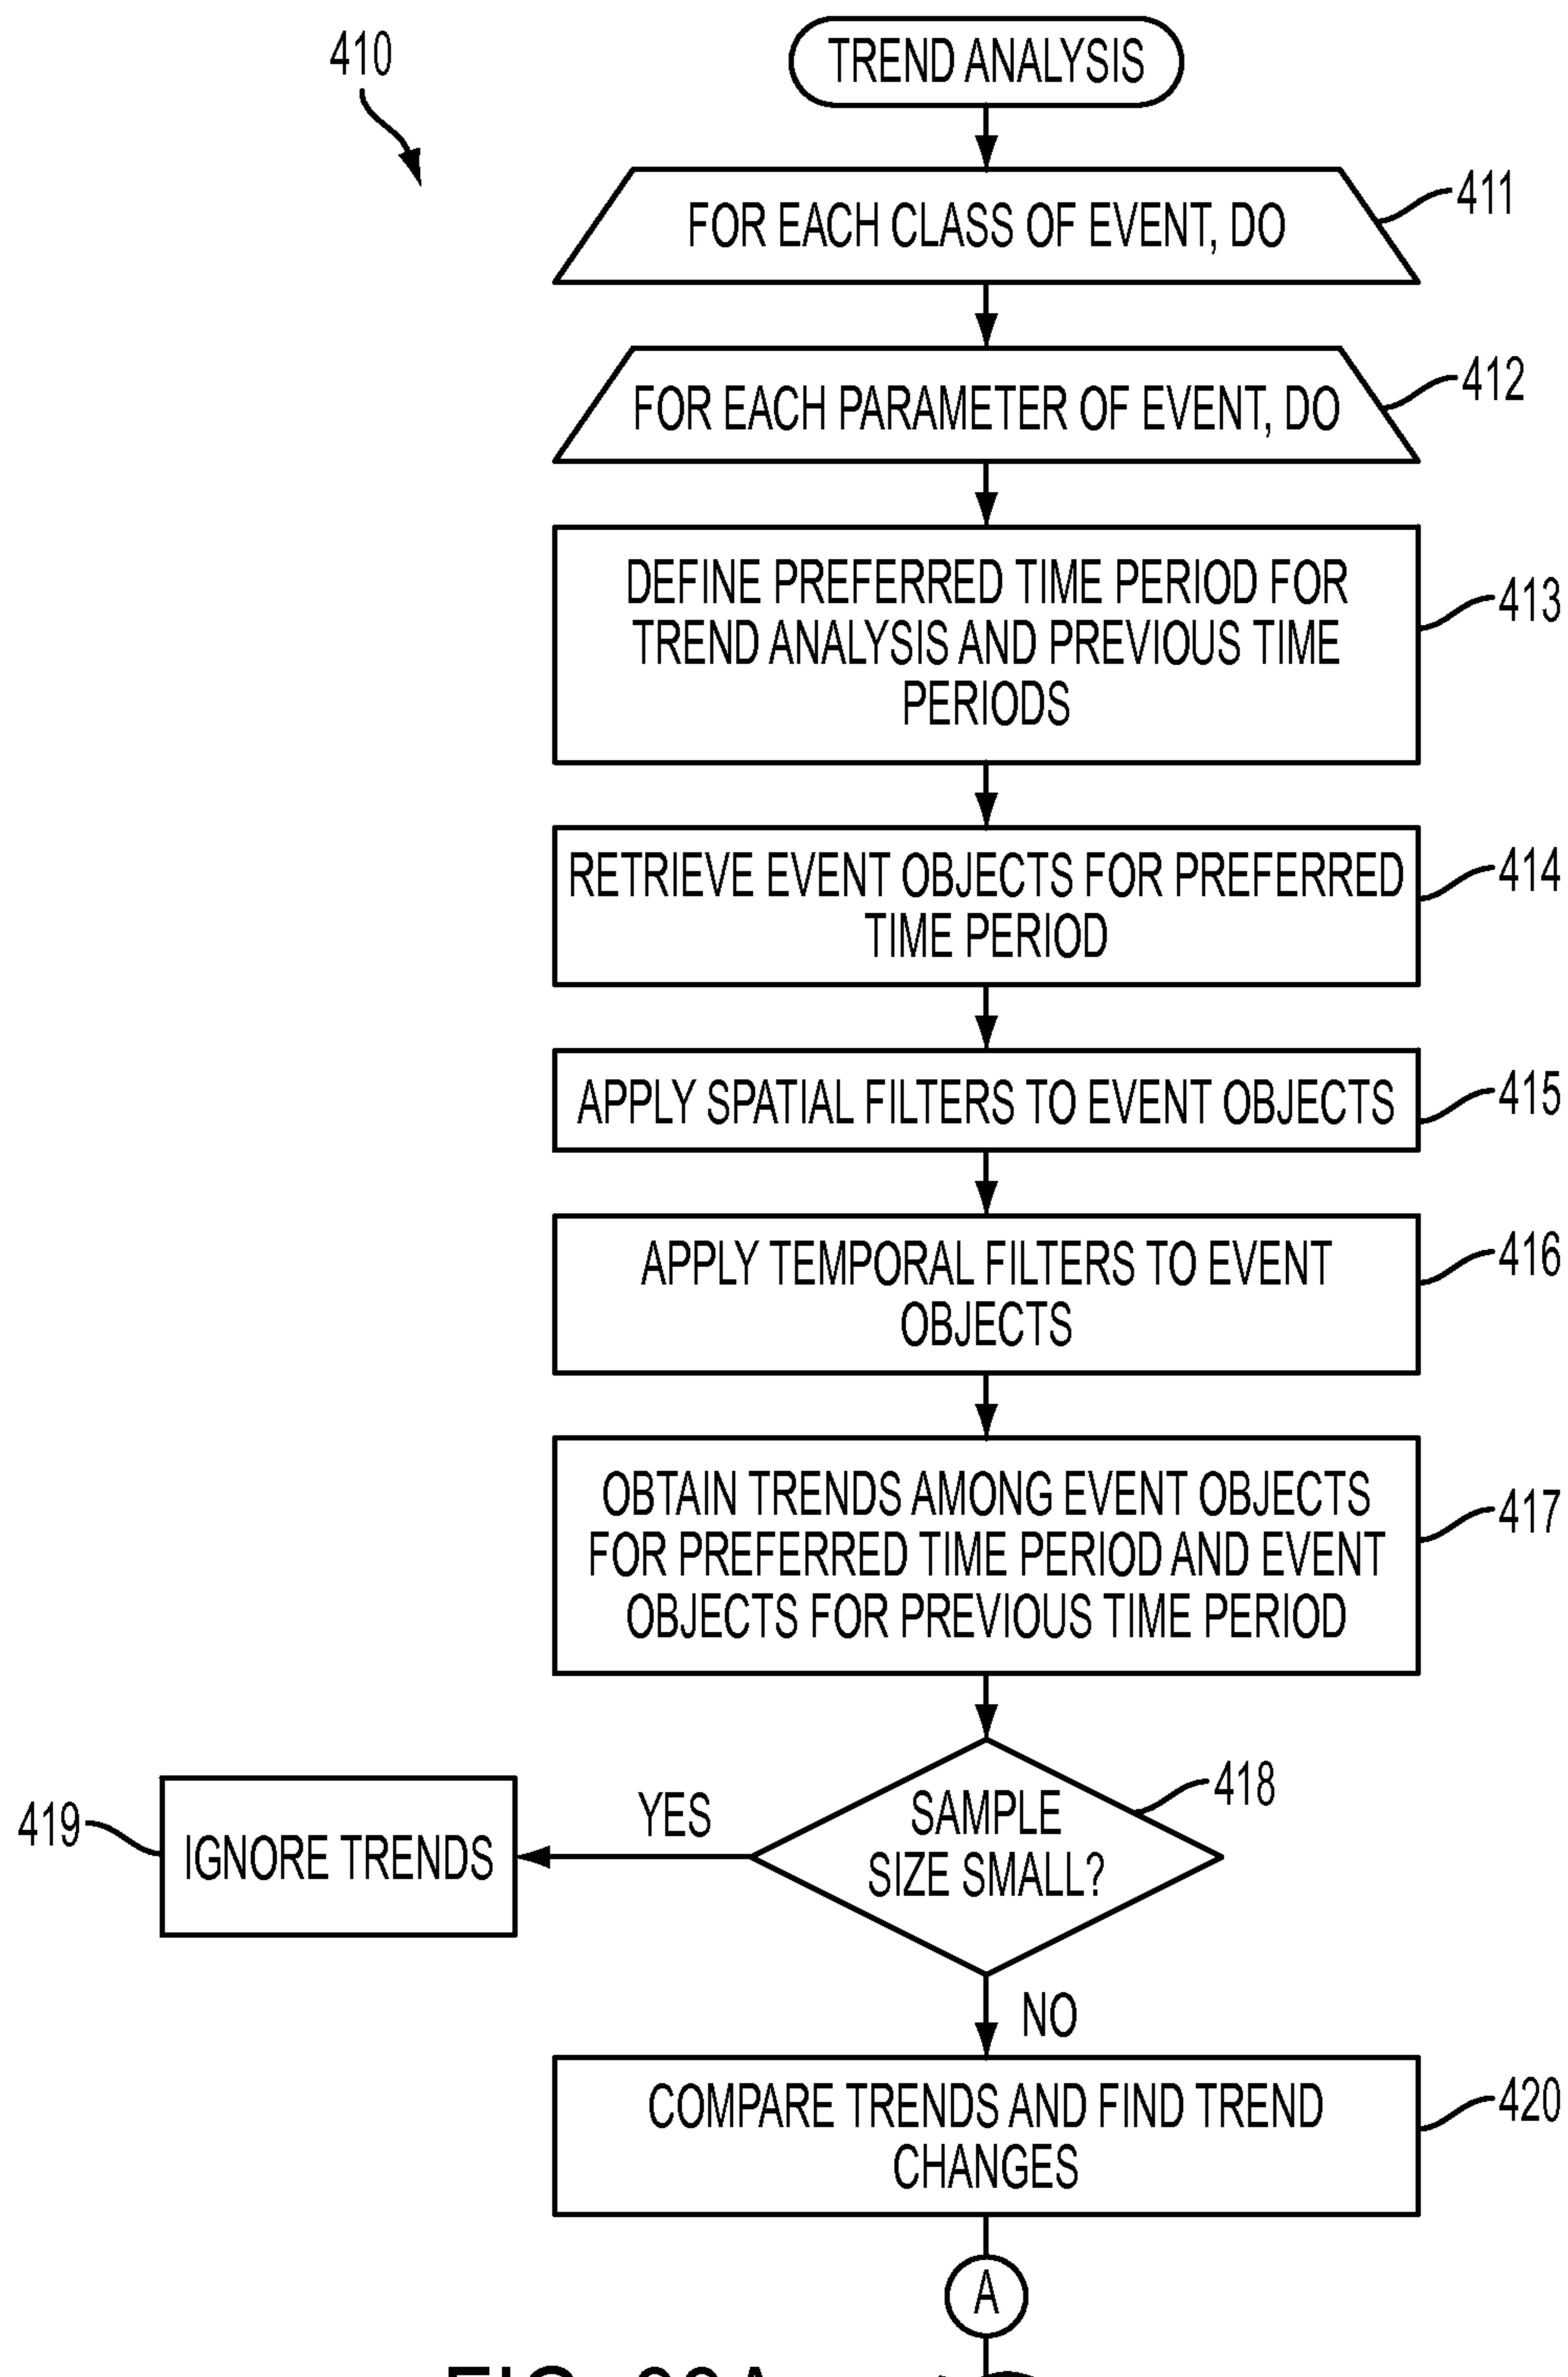 410
TREND ANALYSIS
FOR EACH CLASS OF EVENT, DO
411
FOR EACH PARAMETER OF EVENT, DO
412
DEFINE PREFERRED TIME PERIOD FOR
TREND ANALYSIS AND PREVIOUS TIME
PERIODS
413
RETRIEVE EVENT OBJECTS FOR PREFERRED
TIME PERIOD
414
APPLY SPATIAL FILTERS TO EVENT OBJECTS
415
APPLY TEMPORAL FILTERS TO EVENT
OBJECTS
416
OBTAIN TRENDS AMONG EVENT OBJECTS
FOR PREFERRED TIME PERIOD AND EVENT
OBJECTS FOR PREVIOUS TIME PERIOD
417
SAMPLE
SIZE SMALL?
418
YES
IGNORE TRENDS
419
NO
COMPARE TRENDS AND FIND TREND
CHANGES
420
A